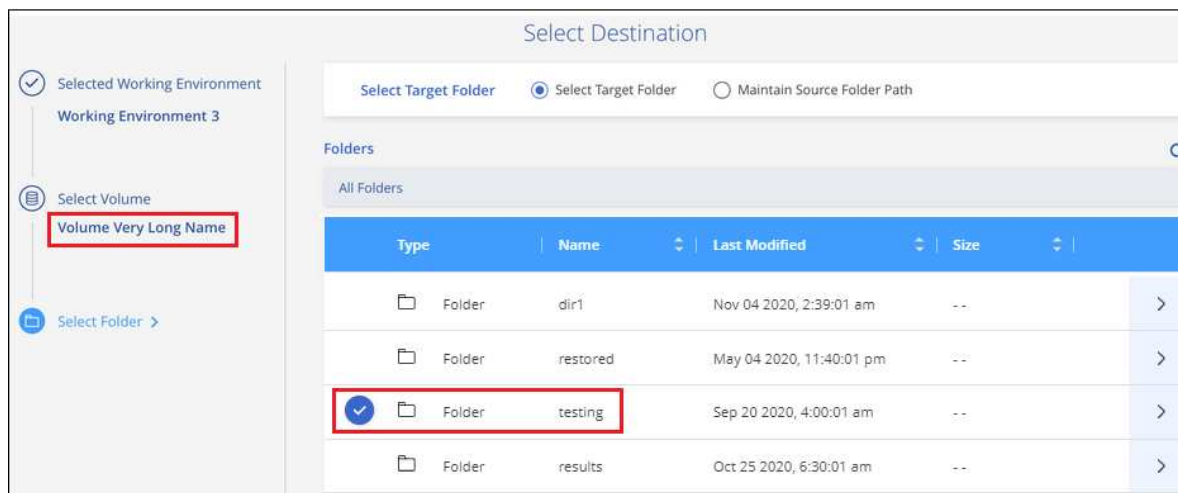 Select Destination
Selected Working Environment
Working Environment 3
Select Volume
Volume Very Long Name
Select Folder >
Select Target Folder Select Target Folder Maintain Source Folder Path
Folders
All Folders
Type Name Last Modified Size
Folder dir1 Nov 04 2020, 2:39:01 am - -
Folder restored May 04 2020, 11:40:01 pm - -
Folder testing Sep 20 2020, 4:00:01 am - -
Folder results Oct 25 2020, 6:30:01 am - -